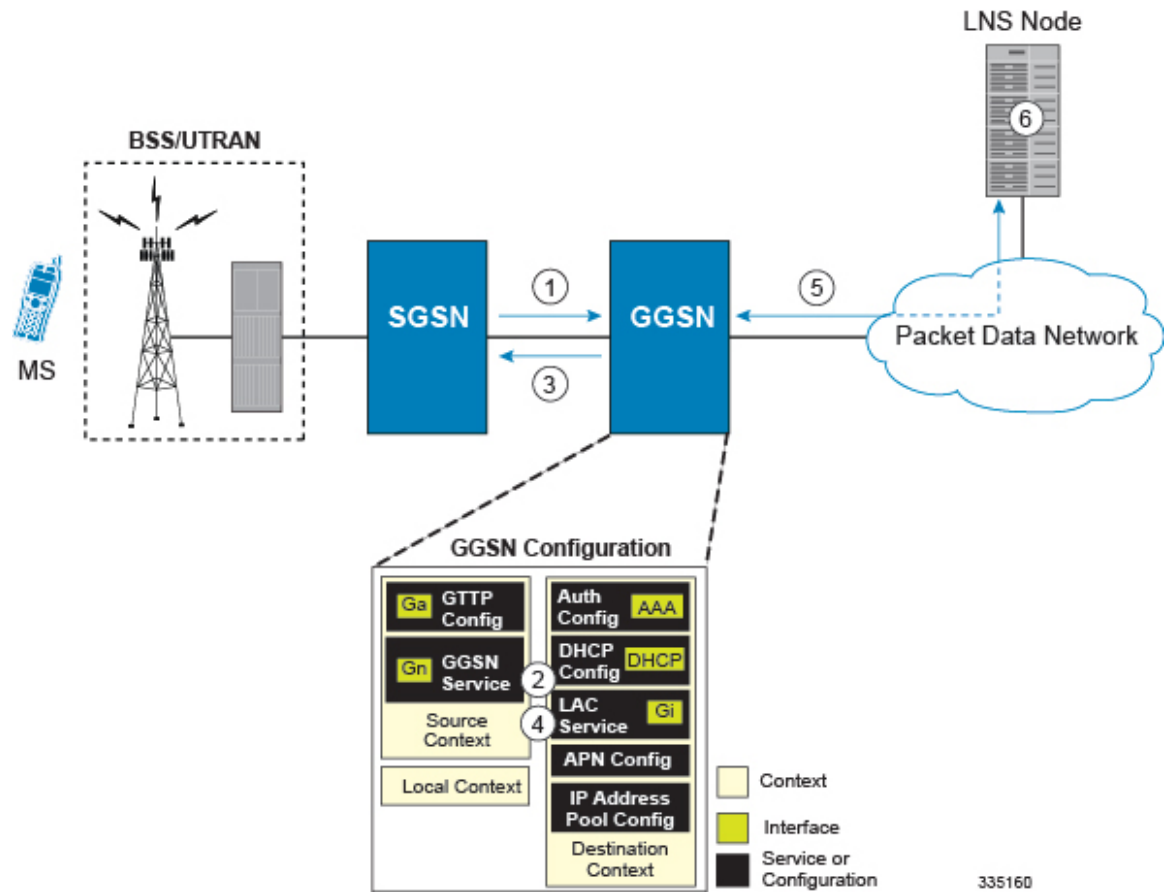 LNS Node
6
BSS/UTRAN
MS
SGSN
1
3
GGSN
5
Packet Data Network
GGSN Configuration
Ga
GTTP
Config
Gn
GGSN
Service
Source
Context
Local Context
2
4
Auth
Config
AAA
DHCP
Config
DHCP
LAC
Service
Gi
APN Config
IP Address
Pool Config
Destination
Context
Context
Interface
Service or
Configuration
335160